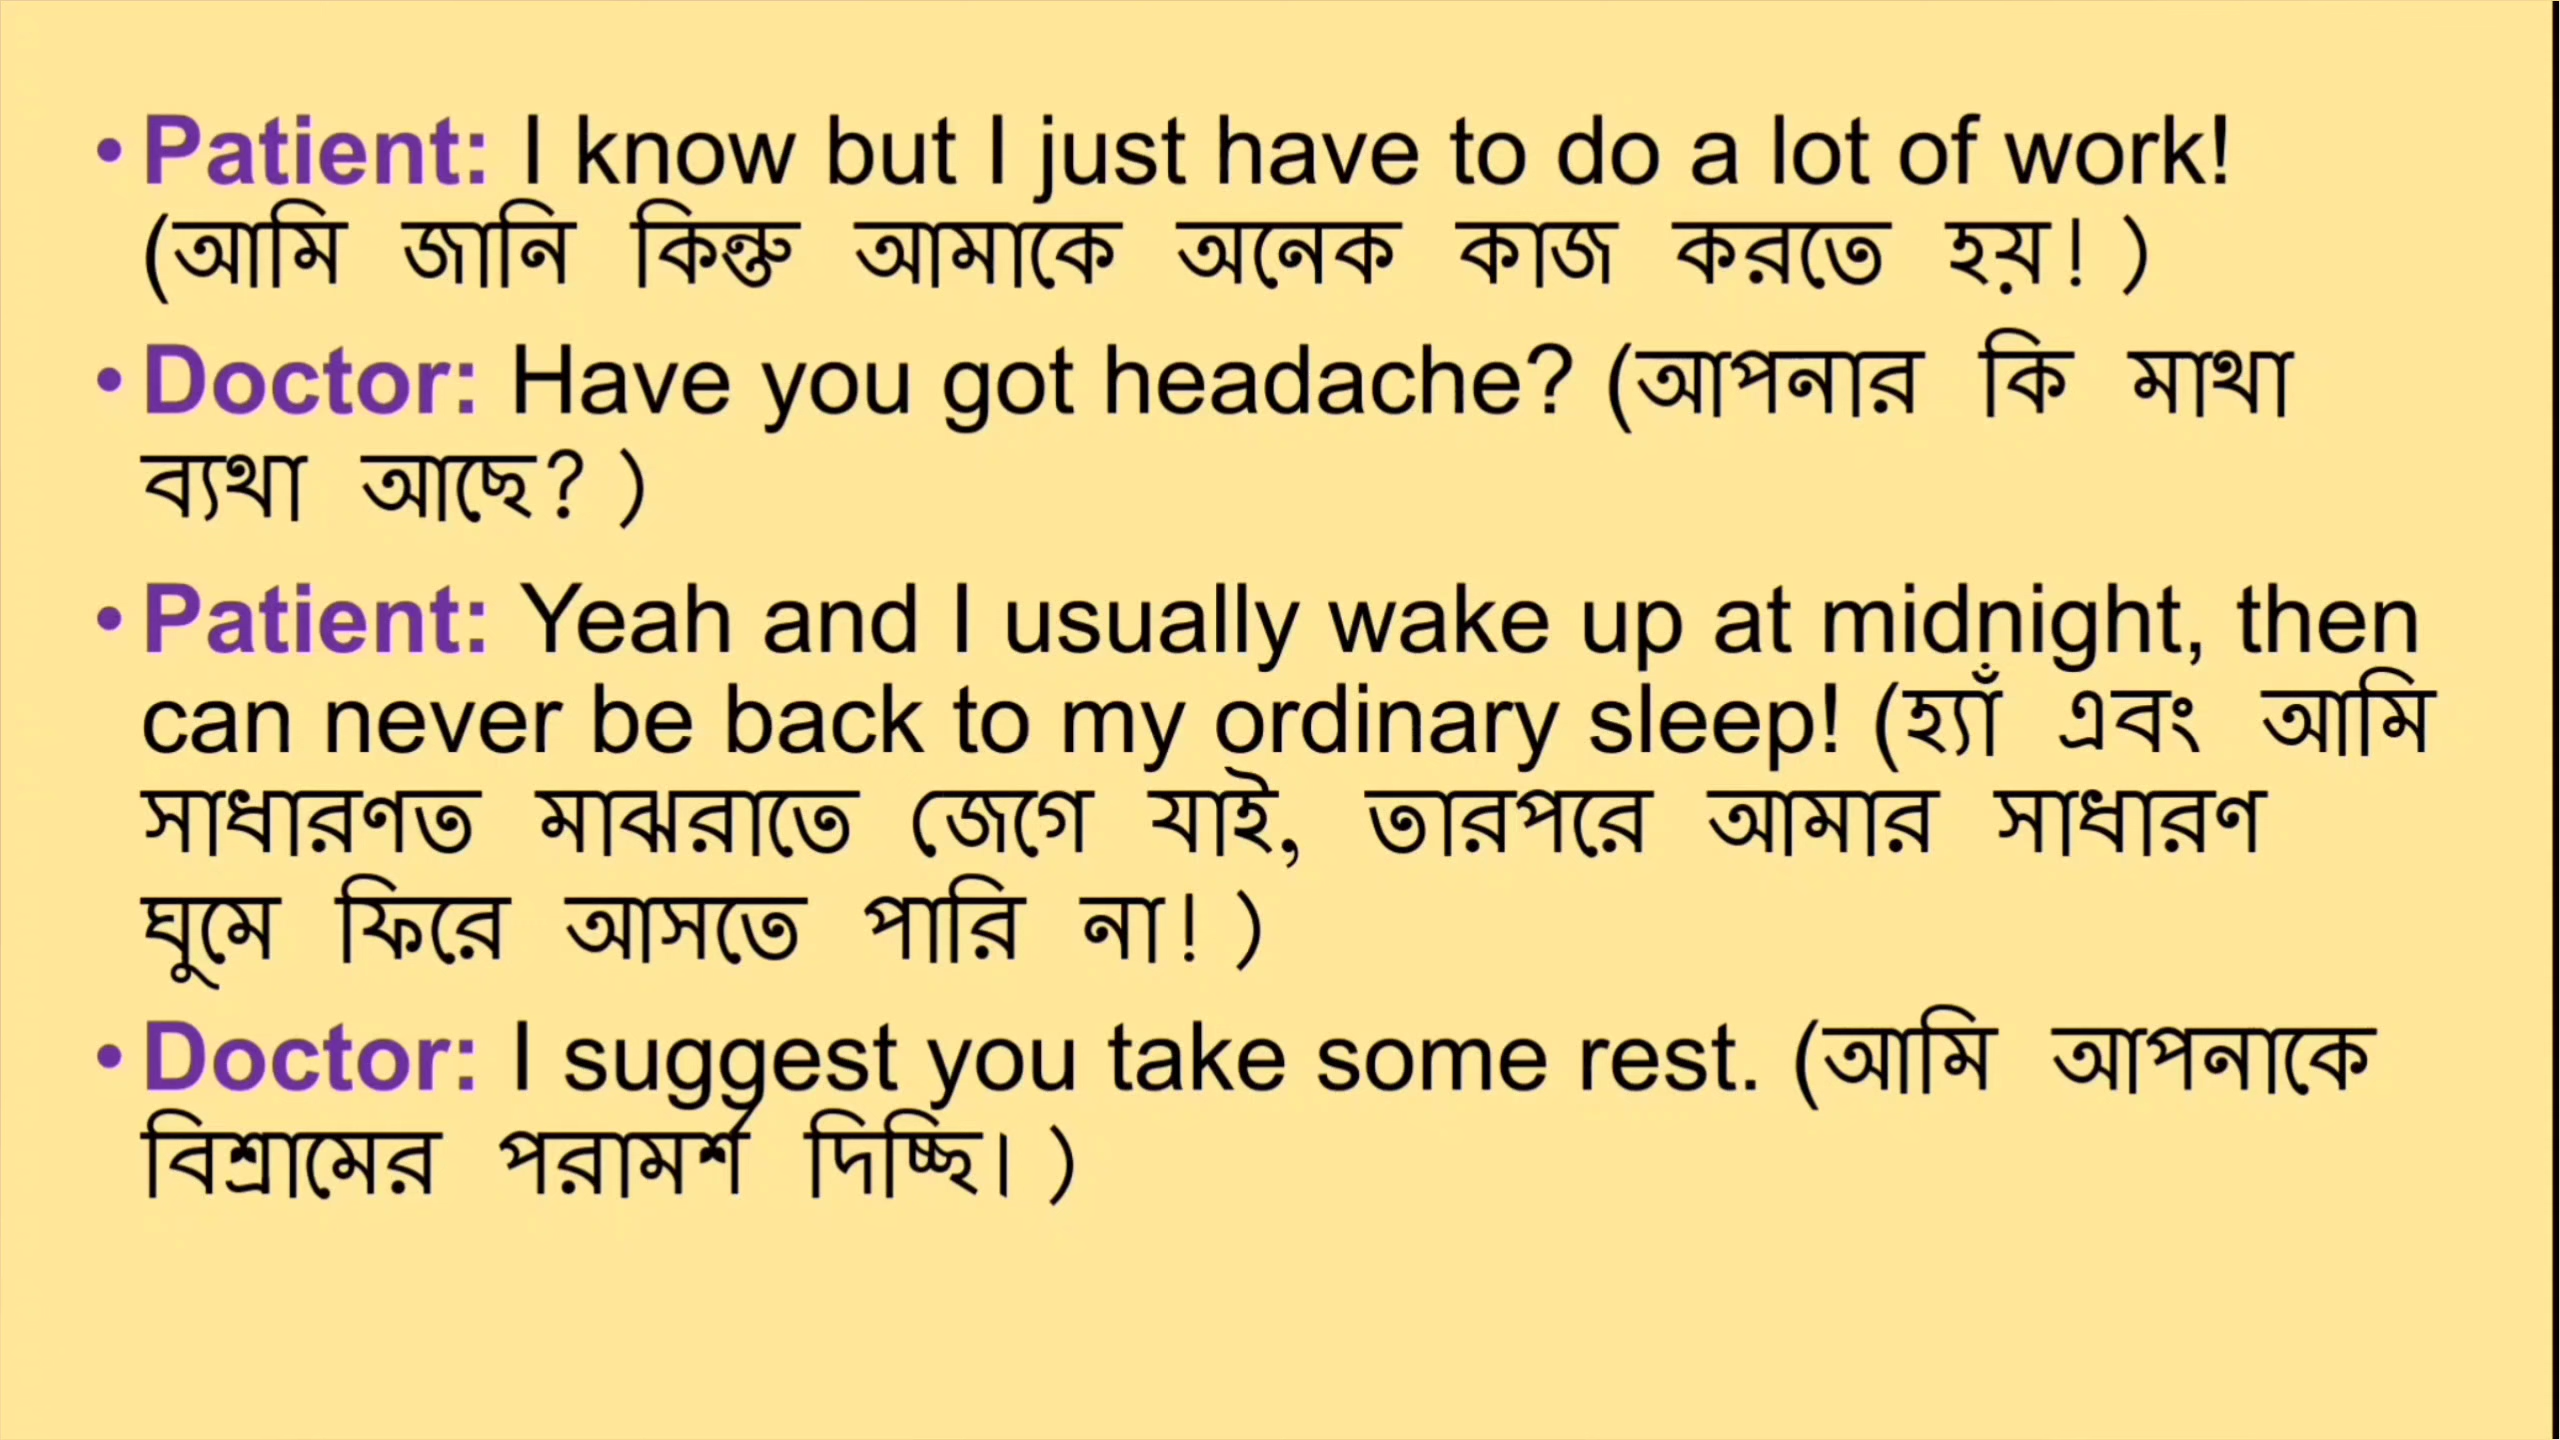 • Patient: I know but I just have to do a lot of work!
(আমি জানি কিন্তু আমাকে অনেক কাজ করতে হয়! )
• Doctor: Have you got headache? (আপনার কি মাথা
ব্যথা আছে? )
• Patient: Yeah and I usually wake up at midnight, then
can never be back to my ordinary sleep! (হ্যাঁ এবং আমি
সাধারণত মাঝরাতে জেগে যাই, তারপরে আমার সাধারণ
ঘুমে ফিরে আসতে পারি না! )
• Doctor: I suggest you take some rest. (আমি আপনাকে
বিশ্রামের পরামর্শ দিচ্ছি। )